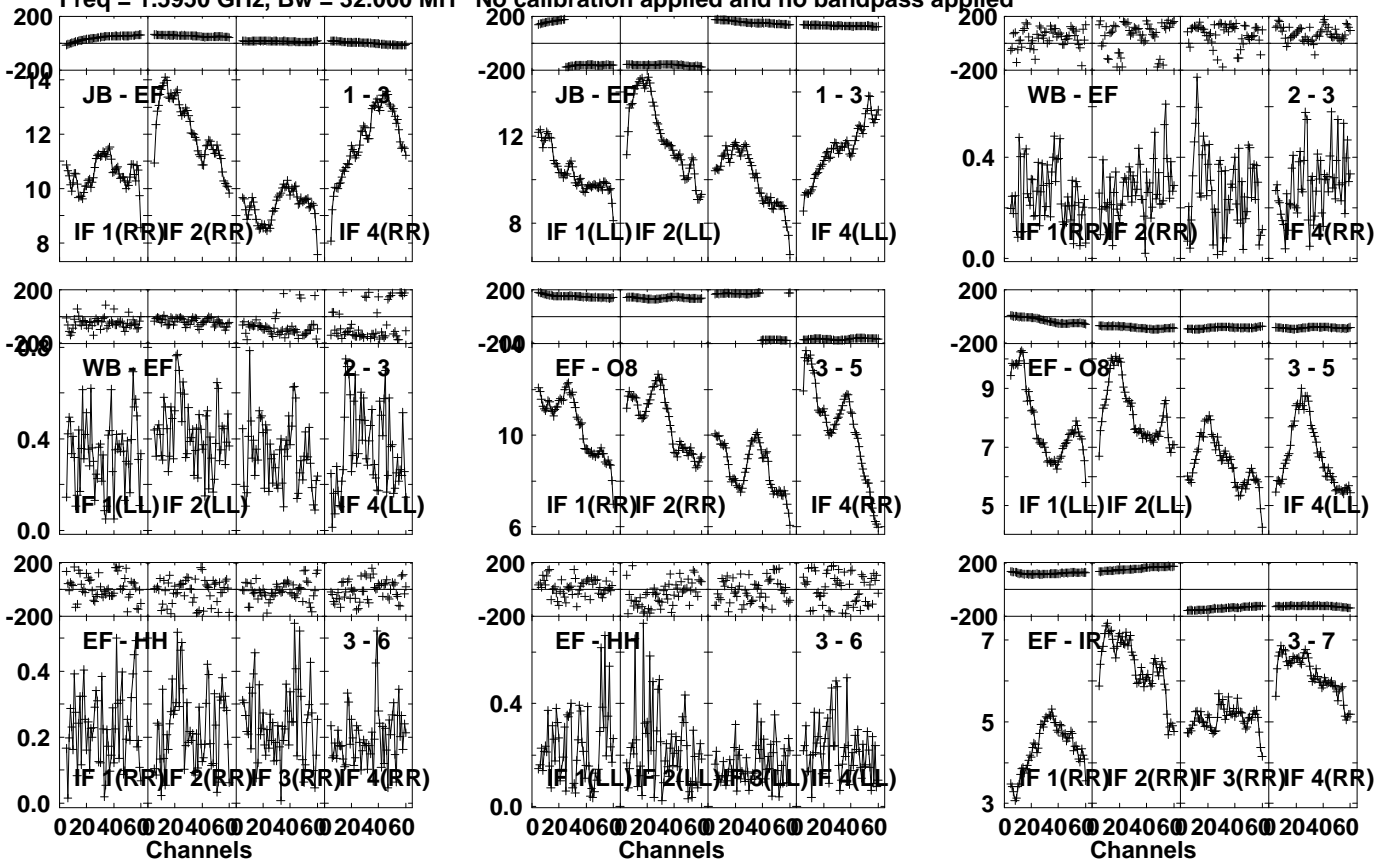 Freq = 1.5950 GHz, Bw = 32.000 MH No calibration applied and no bandpass applied
200
-200
14
12
10
8
JB - EF
1 - 3
IF 1(RR)
IF 2(RR)
IF 4(RR)
200
-200
12
8
JB - EF
1 - 3
IF 1(LL)
IF 2(LL)
IF 4(LL)
200
-200
0.4
0.0
WB - EF
2 - 3
IF 1(RR)
IF 2(RR)
IF 4(RR)
200
-200
0.8
0.4
0.0
WB - EF
2 - 3
IF 1(LL)
IF 2(LL)
IF 4(LL)
200
-200
14
10
6
EF - O8
3 - 5
IF 1(RR)
IF 2(RR)
IF 4(RR)
200
-200
9
7
5
EF - O8
3 - 5
IF 1(LL)
IF 2(LL)
IF 4(LL)
200
-200
0.4
0.2
0.0
EF - HH
3 - 6
IF 1(RR)
IF 2(RR)
IF 3(RR)
IF 4(RR)
0 20 40 60 0 20 40 60 0 20 40 60 0 20 40 60
Channels
200
-200
0.4
0.0
EF - HH
3 - 6
IF 1(LL)
IF 2(LL)
IF 3(LL)
IF 4(LL)
0 20 40 60 0 20 40 60 0 20 40 60 0 20 40 60
Channels
200
-200
7
5
3
EF - IR
3 - 7
IF 1(RR)
IF 2(RR)
IF 3(RR)
IF 4(RR)
0 20 40 60 0 20 40 60 0 20 40 60 0 20 40 60
Channels